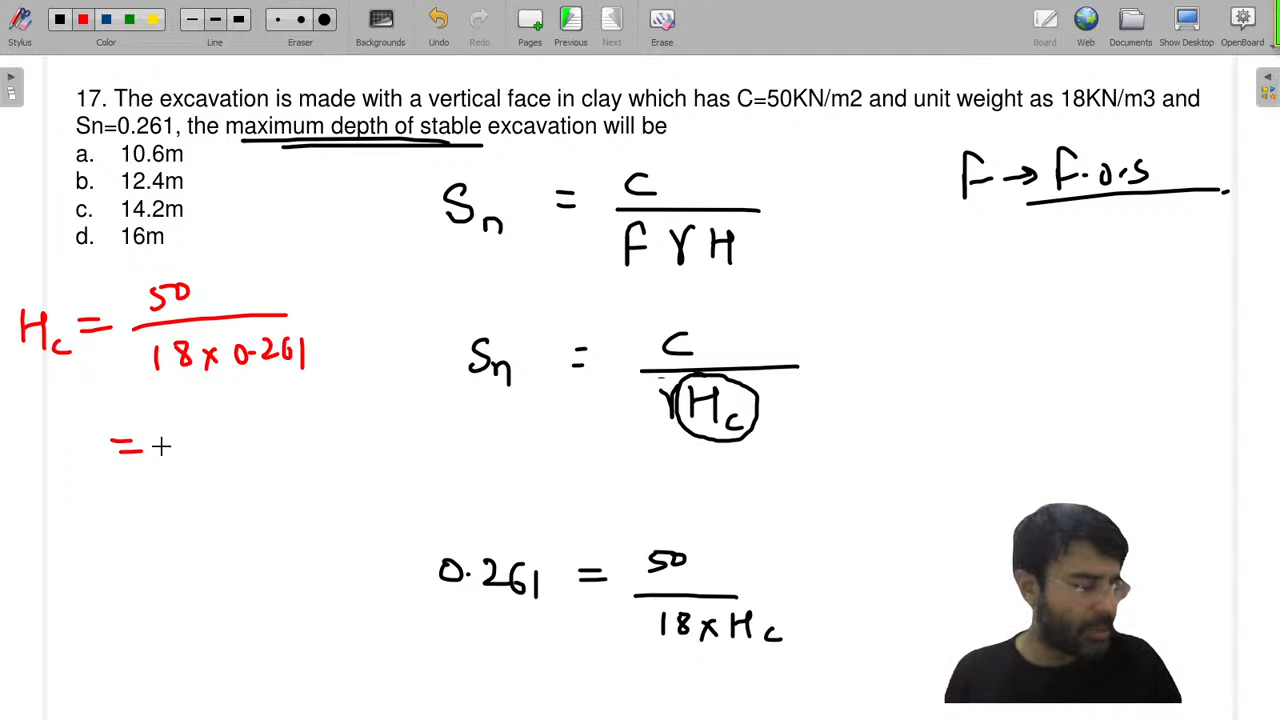 Stylus
Color
Line
Eraser
Backgrounds
Undo
Redo
Pages
Previous
Next
Erase
Board
Web
Documents
Show Desktop
OpenBoard
17. The excavation is made with a vertical face in clay which has C=50KN/m2 and unit weight as 18KN/m3 and
Sn=0.261, the maximum depth of stable excavation will be
a. 10.6m
b. 12.4m
c. 14.2m
d. 16m
F → F.O.S
Sn = C / F γ H
Hc = 50 / 18 × 0.261
Sn = C / γ Hc
=
0.261 = 50 / 18 × Hc